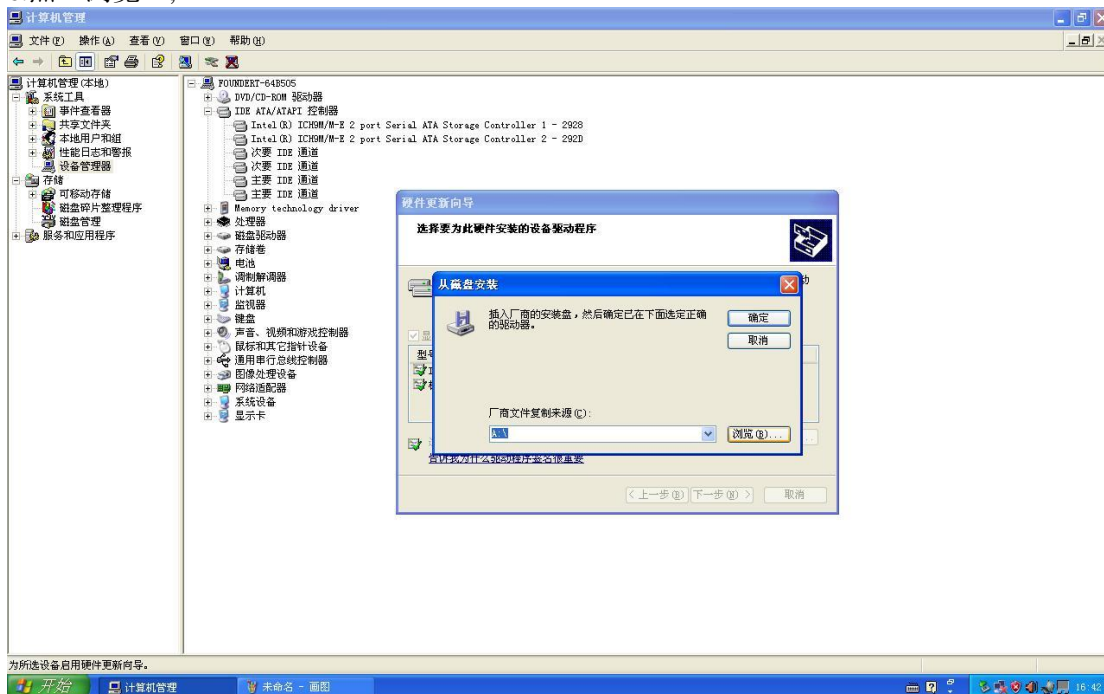 计算机管理
文件(F) 操作(A) 查看(V) 窗口(W) 帮助(H)
计算机管理(本地)
系统工具
事件查看器
共享文件夹
本地用户和组
性能日志和警报
设备管理器
存储
可移动存储
磁盘碎片整理程序
磁盘管理
服务和应用程序
FOUNDERT-64B505
DVD/CD-ROM 驱动器
IDE ATA/ATAPI 控制器
Intel(R) ICH9M/M-E 2 port Serial ATA Storage Controller 1 - 2928
Intel(R) ICH9M/M-E 2 port Serial ATA Storage Controller 2 - 292D
次要 IDE 通道
次要 IDE 通道
主要 IDE 通道
主要 IDE 通道
Memory technology driver
处理器
磁盘驱动器
存储卷
电池
调制解调器
计算机
监视器
键盘
声音、视频和游戏控制器
鼠标和其它指针设备
通用串行总线控制器
图像处理设备
网络适配器
系统设备
显示卡
硬件更新向导
选择要为此硬件安装的设备驱动程序
从磁盘安装
插入厂商的安装盘，然后确定已在下面选定正确
的驱动器。
确定
取消
厂商文件复制来源(C):
A:\
浏览(B)...
告诉我为什么驱动程序签名很重要
< 上一步(B) 下一步(N) > 取消
为所选设备启用硬件更新向导。
开始 计算机管理 未命名 - 画图 16:42